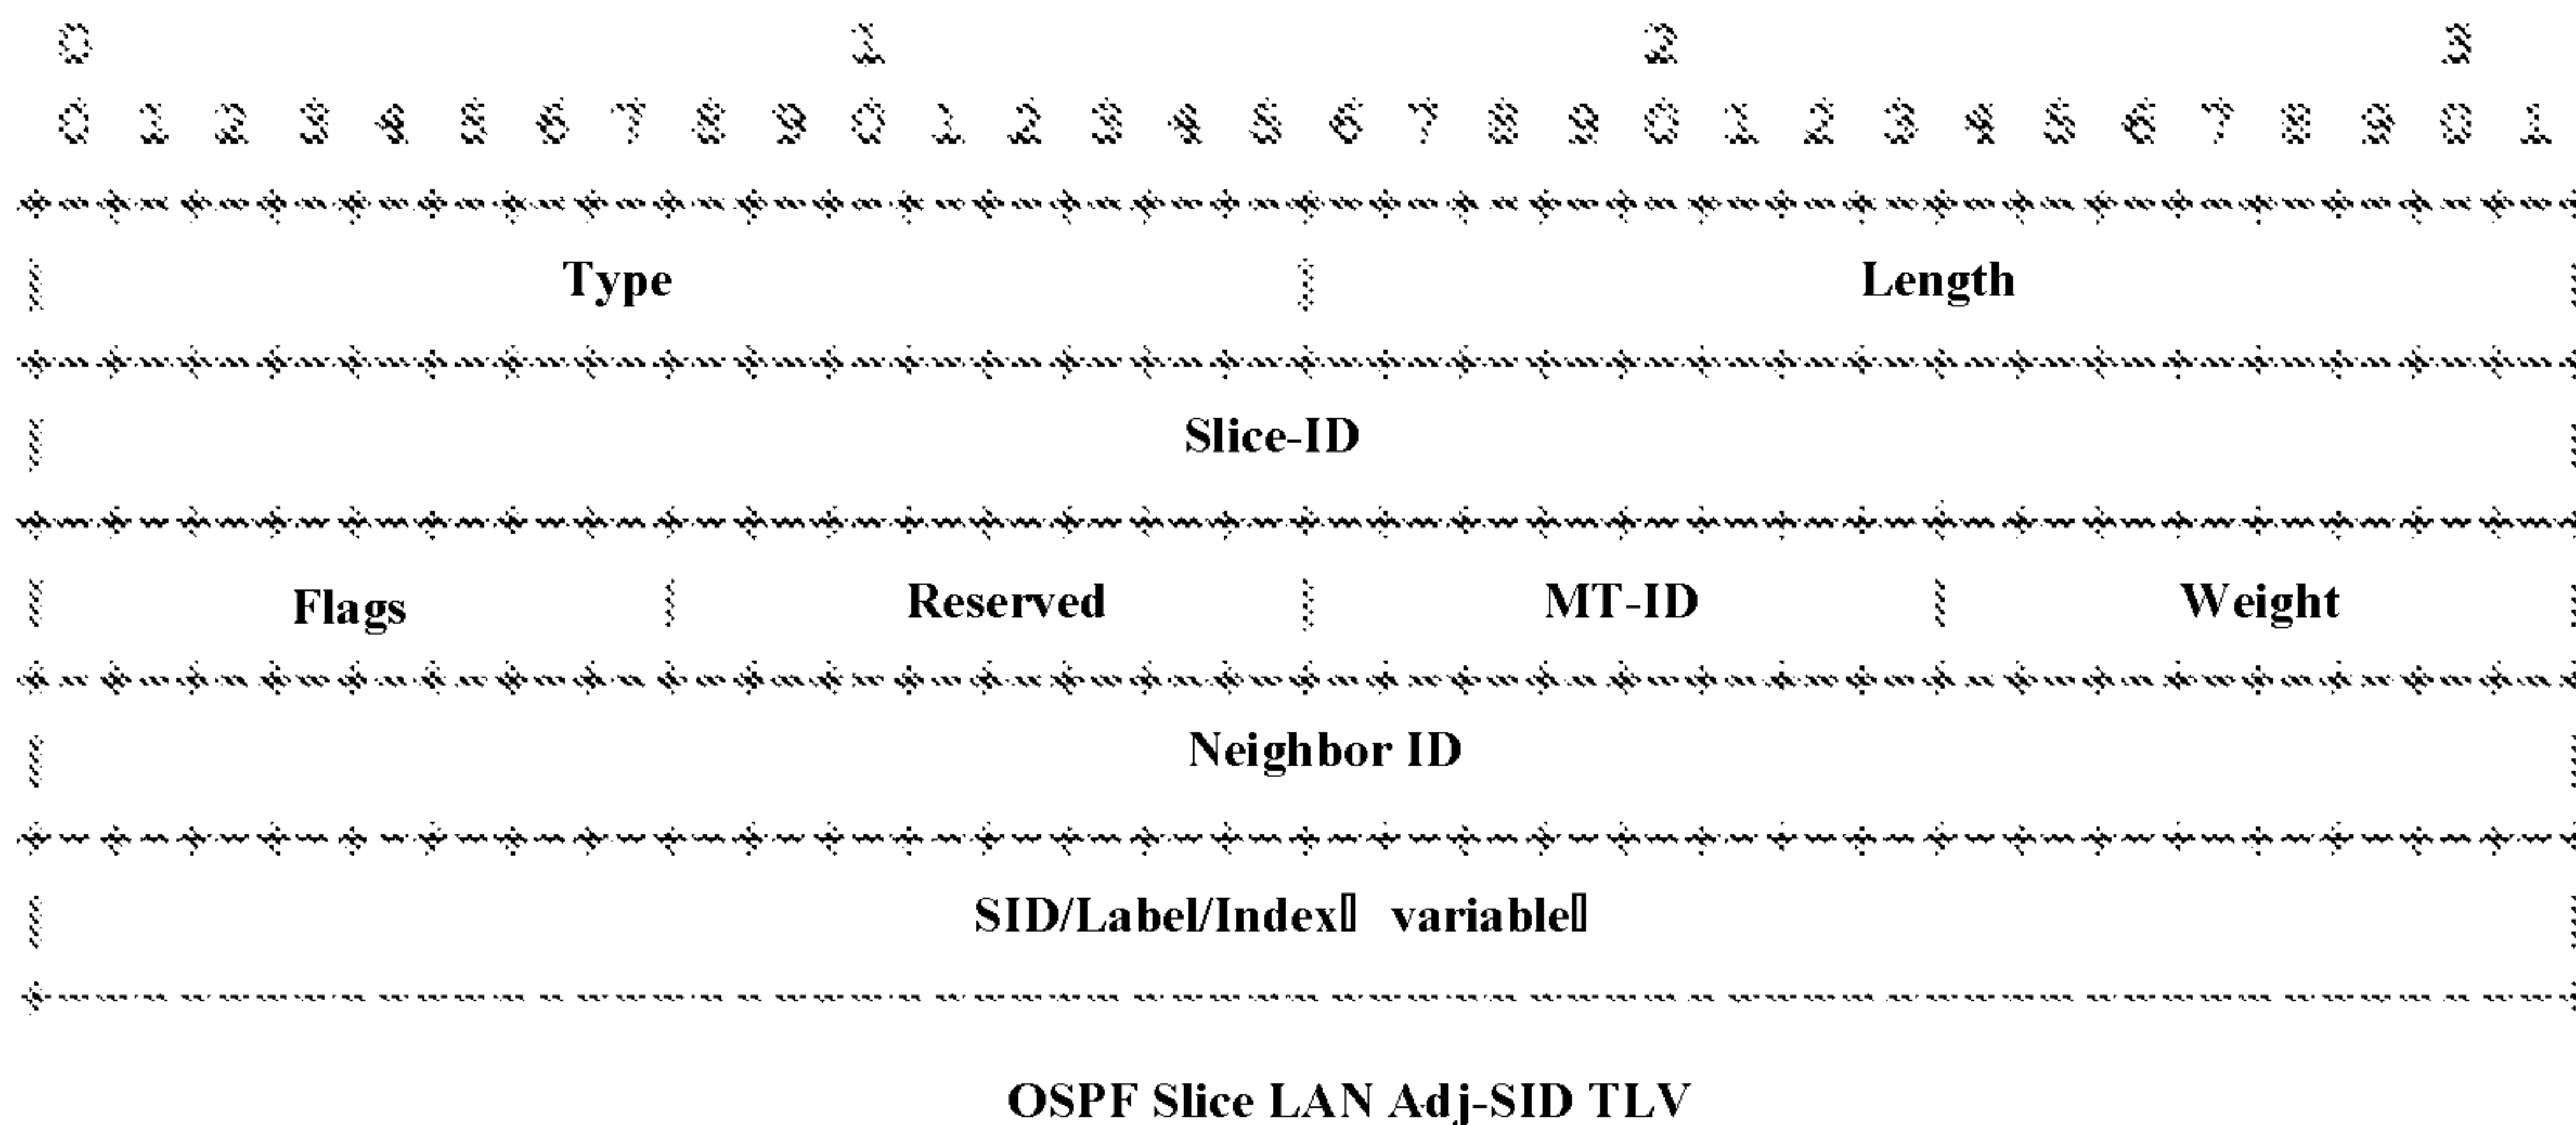 0 1 2 3
0 1 2 3 4 5 6 7 8 9 0 1 2 3 4 5 6 7 8 9 0 1 2 3 4 5 6 7 8 9 0 1
Type Length
Slice-ID
Flags Reserved MT-ID Weight
Neighbor ID
SID/Label/Index▯ variable▯
OSPF Slice LAN Adj-SID TLV